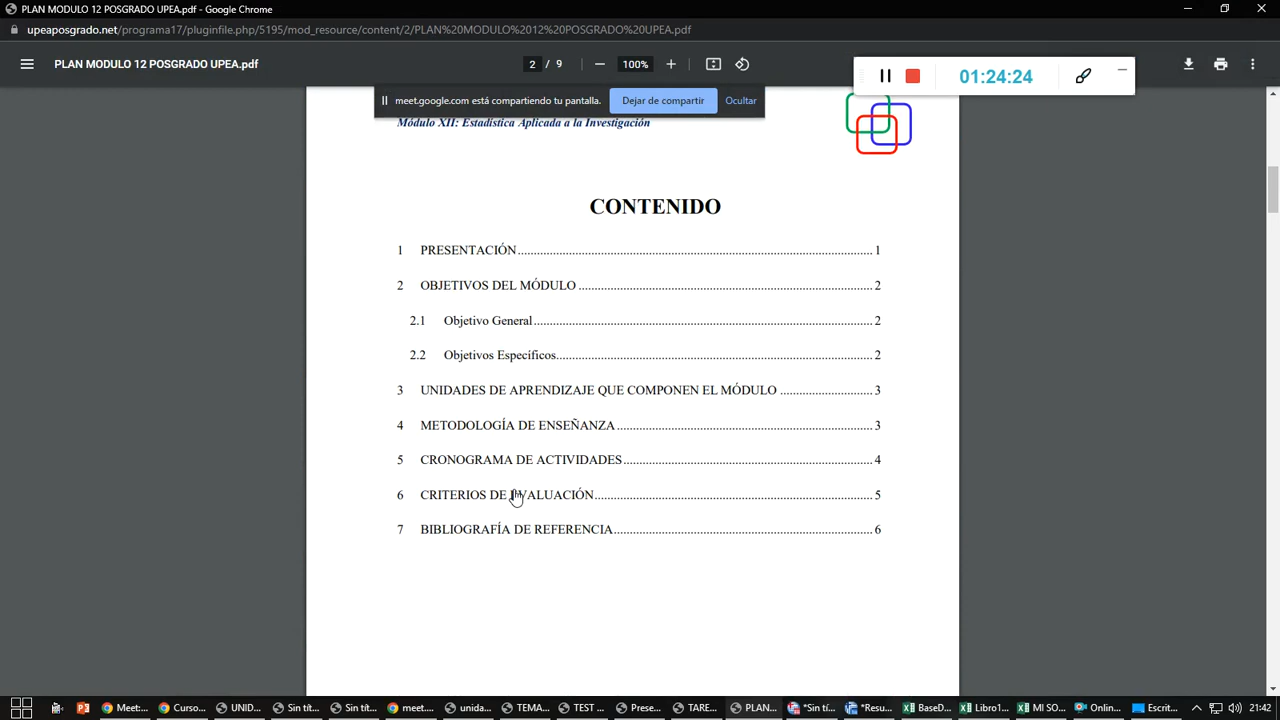 PLAN MODULO 12 POSGRADO UPEA.pdf - Google Chrome
upeaposgrado.net/programa17/pluginfile.php/5195/mod_resource/content/2/PLAN%20MODULO%2012%20POSGRADO%20UPEA.pdf
PLAN MODULO 12 POSGRADO UPEA.pdf
2 / 9
100%
01:24:24
meet.google.com está compartiendo tu pantalla.
Dejar de compartir
Ocultar
Módulo XII: Estadística Aplicada a la Investigación
CONTENIDO
1 PRESENTACIÓN 1
2 OBJETIVOS DEL MÓDULO 2
2.1 Objetivo General 2
2.2 Objetivos Específicos 2
3 UNIDADES DE APRENDIZAJE QUE COMPONEN EL MÓDULO 3
4 METODOLOGÍA DE ENSEÑANZA 3
5 CRONOGRAMA DE ACTIVIDADES 4
6 CRITERIOS DE EVALUACIÓN 5
7 BIBLIOGRAFÍA DE REFERENCIA 6
Meet... Curso... UNID... Sin tít... Sin tít... meet.... unida... TEMA... TEST ... Prese... TARE... PLAN... *Sin tí... *Resu... BaseD... Libro1... MI SO... Onlin... Escrit... 21:42